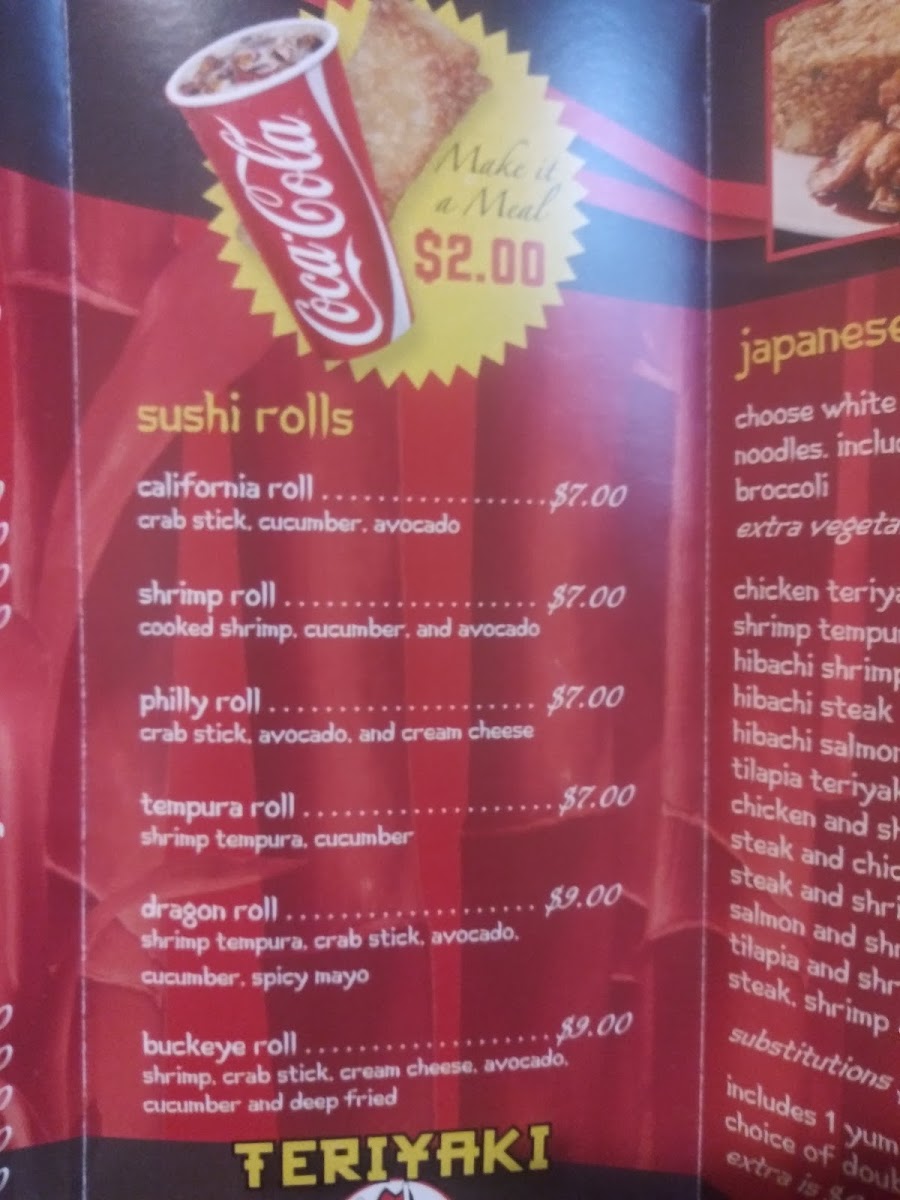 Coca-Cola
Make it
a Meal
$2.00
sushi rolls
california roll ................. $7.00
crab stick, cucumber, avocado
shrimp roll ................... $7.00
cooked shrimp, cucumber, and avocado
philly roll .................... $7.00
crab stick, avocado, and cream cheese
tempura roll ................... $7.00
shrimp tempura, cucumber
dragon roll ................... $9.00
shrimp tempura, crab stick, avocado,
cucumber, spicy mayo
buckeye roll ................... $9.00
shrimp, crab stick, cream cheese, avocado,
cucumber and deep fried
TERIYAKI
japanese
choose white
noodles. inclu
broccoli
extra vegeta
chicken teriya
shrimp tempu
hibachi shrimp
hibachi steak
hibachi salmon
tilapia teriyak
chicken and sh
steak and chic
steak and shri
salmon and shr
tilapia and shr
steak, shrimp
substitutions
includes 1 yum
choice of doub
extra is